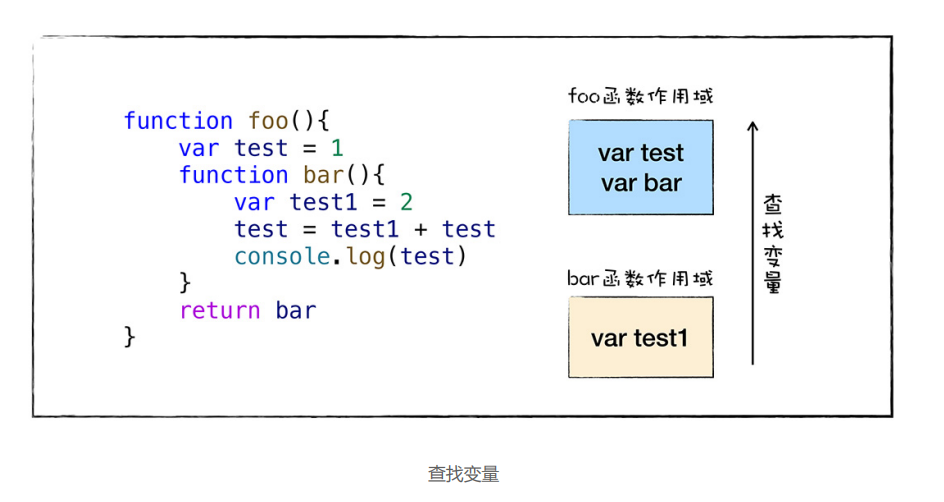 function foo(){
    var test = 1
    function bar(){
        var test1 = 2
        test = test1 + test
        console.log(test)
    }
    return bar
}
foo函数作用域
var test
var bar
bar函数作用域
var test1
查找变量
查找变量